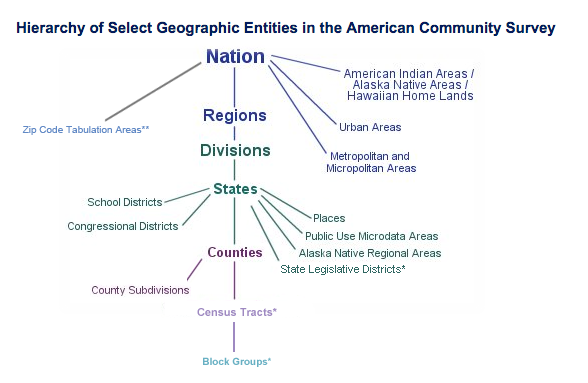 Hierarchy of Select Geographic Entities in the American Community Survey
Nation
American Indian Areas /
Alaska Native Areas /
Hawaiian Home Lands
Regions
Zip Code Tabulation Areas**
Urban Areas
Divisions
Metropolitan and
Micropolitan Areas
States
School Districts
Congressional Districts
Places
Public Use Microdata Areas
Alaska Native Regional Areas
State Legislative Districts*
Counties
County Subdivisions
Census Tracts*
Block Groups*